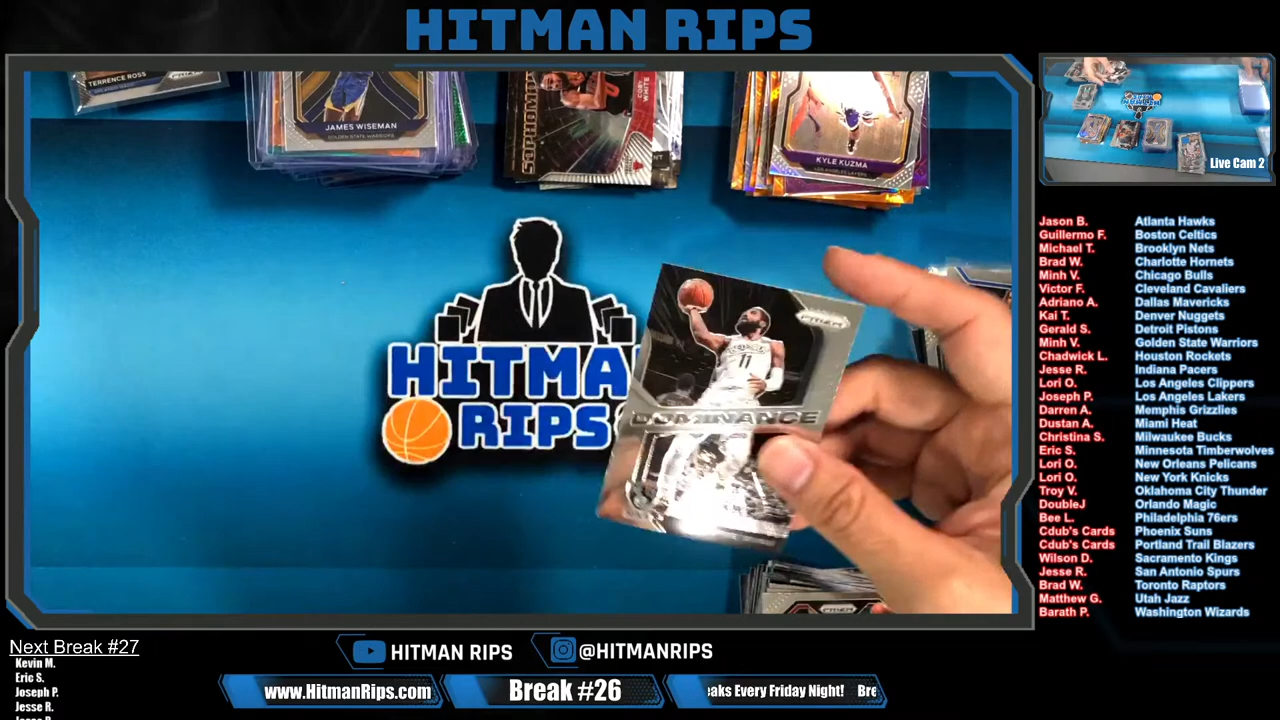 HITMAN RIPS
TERRENCE ROSS
JAMES WISEMAN
GOLDEN STATE WARRIORS
SOPHOMORE
COBY WHITE
KYLE KUZMA
LOS ANGELES LAKERS
HITMA
RIPS
PRIZM
11
DOMINANCE
PRIZM
Live Cam 2
Jason B. Atlanta Hawks
Guillermo F. Boston Celtics
Michael T. Brooklyn Nets
Brad W. Charlotte Hornets
Minh V. Chicago Bulls
Victor F. Cleveland Cavaliers
Adriano A. Dallas Mavericks
Kai T. Denver Nuggets
Gerald S. Detroit Pistons
Minh V. Golden State Warriors
Chadwick L. Houston Rockets
Jesse R. Indiana Pacers
Lori O. Los Angeles Clippers
Joseph P. Los Angeles Lakers
Darren A. Memphis Grizzlies
Dustan A. Miami Heat
Christina S. Milwaukee Bucks
Eric S. Minnesota Timberwolves
Lori O. New Orleans Pelicans
Lori O. New York Knicks
Troy V. Oklahoma City Thunder
DoubleJ Orlando Magic
Bee L. Philadelphia 76ers
Cdub's Cards Phoenix Suns
Cdub's Cards Portland Trail Blazers
Wilson D. Sacramento Kings
Jesse R. San Antonio Spurs
Brad W. Toronto Raptors
Matthew G. Utah Jazz
Barath P. Washington Wizards
Next Break #27
Kevin M.
Eric S.
Joseph P.
Jesse R.
HITMAN RIPS
@HITMANRIPS
www.HitmanRips.com
Break #26
eaks Every Friday Night! Bre